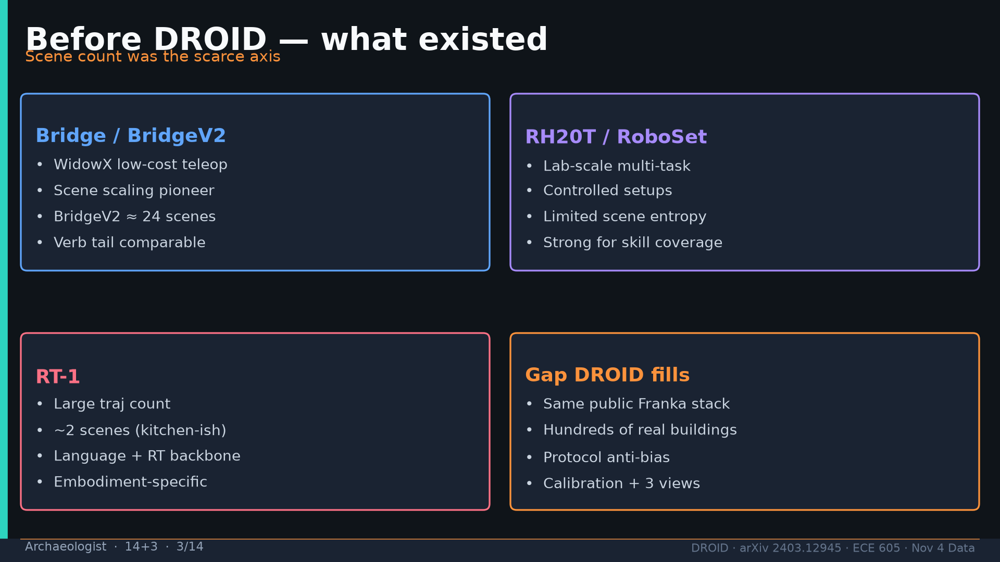 Before DROID — what existed
Scene count was the scarce axis
Bridge / BridgeV2
• WidowX low-cost teleop
• Scene scaling pioneer
• BridgeV2 ≈ 24 scenes
• Verb tail comparable
RH20T / RoboSet
• Lab-scale multi-task
• Controlled setups
• Limited scene entropy
• Strong for skill coverage
RT-1
• Large traj count
• ~2 scenes (kitchen-ish)
• Language + RT backbone
• Embodiment-specific
Gap DROID fills
• Same public Franka stack
• Hundreds of real buildings
• Protocol anti-bias
• Calibration + 3 views
Archaeologist · 14+3 · 3/14
DROID · arXiv 2403.12945 · ECE 605 · Nov 4 Data